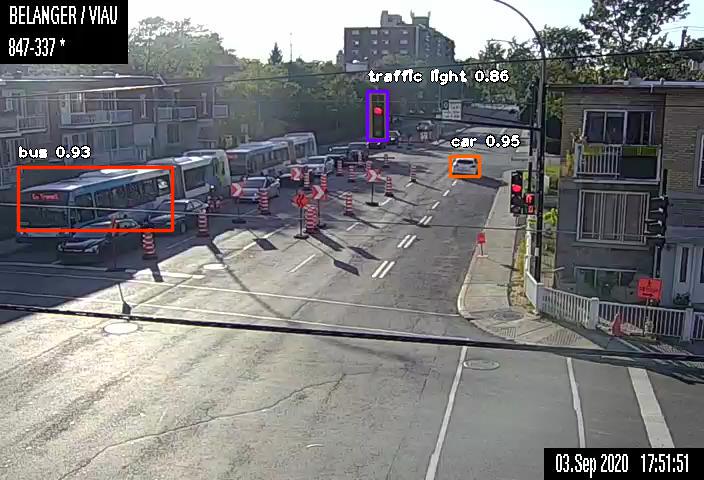 BELANGER / VIAU
847-337 *
traffic light 0.86
car 0.95
bus 0.93
03.Sep 2020 17:51:51